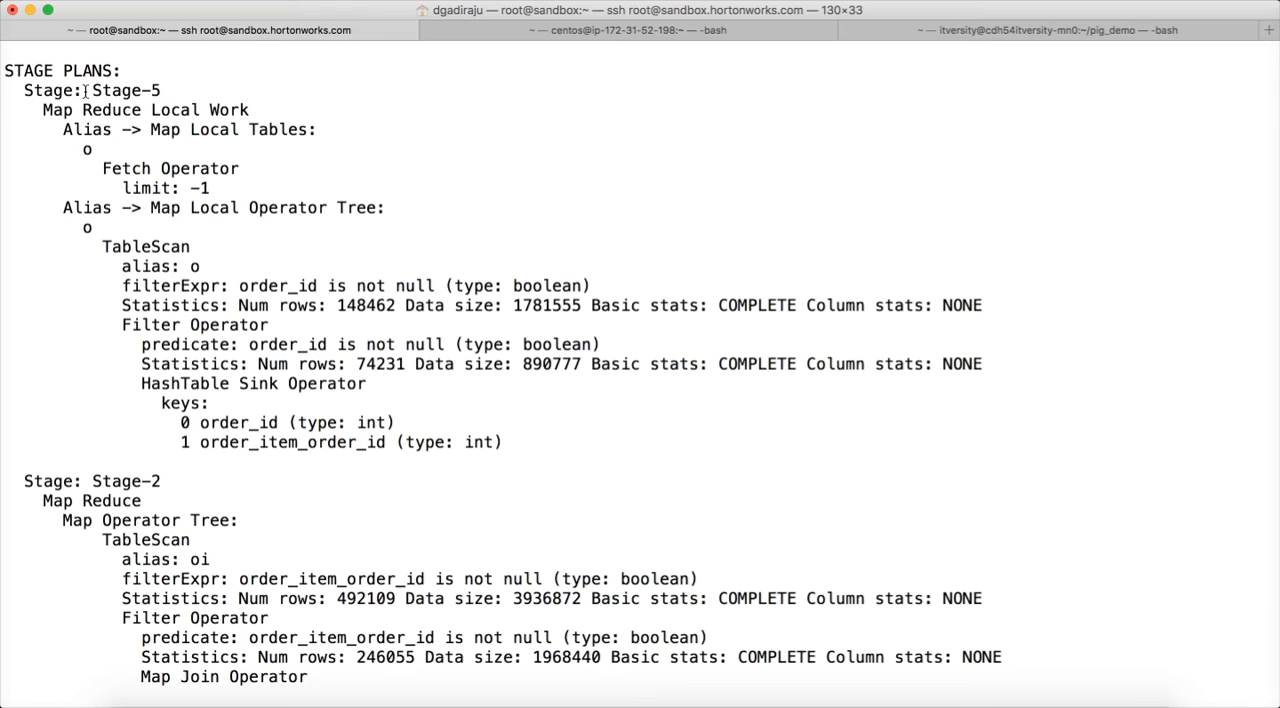 dgadiraju — root@sandbox:~ — ssh root@sandbox.hortonworks.com — 130×33
~ — root@sandbox:~ — ssh root@sandbox.hortonworks.com
~ — centos@ip-172-31-52-198:~ — -bash
~ — itversity@cdh54itversity-mn0:~/pig_demo — -bash
STAGE PLANS:
Stage: Stage-5
Map Reduce Local Work
Alias -> Map Local Tables:
o
Fetch Operator
limit: -1
Alias -> Map Local Operator Tree:
o
TableScan
alias: o
filterExpr: order_id is not null (type: boolean)
Statistics: Num rows: 148462 Data size: 1781555 Basic stats: COMPLETE Column stats: NONE
Filter Operator
predicate: order_id is not null (type: boolean)
Statistics: Num rows: 74231 Data size: 890777 Basic stats: COMPLETE Column stats: NONE
HashTable Sink Operator
keys:
0 order_id (type: int)
1 order_item_order_id (type: int)
Stage: Stage-2
Map Reduce
Map Operator Tree:
TableScan
alias: oi
filterExpr: order_item_order_id is not null (type: boolean)
Statistics: Num rows: 492109 Data size: 3936872 Basic stats: COMPLETE Column stats: NONE
Filter Operator
predicate: order_item_order_id is not null (type: boolean)
Statistics: Num rows: 246055 Data size: 1968440 Basic stats: COMPLETE Column stats: NONE
Map Join Operator